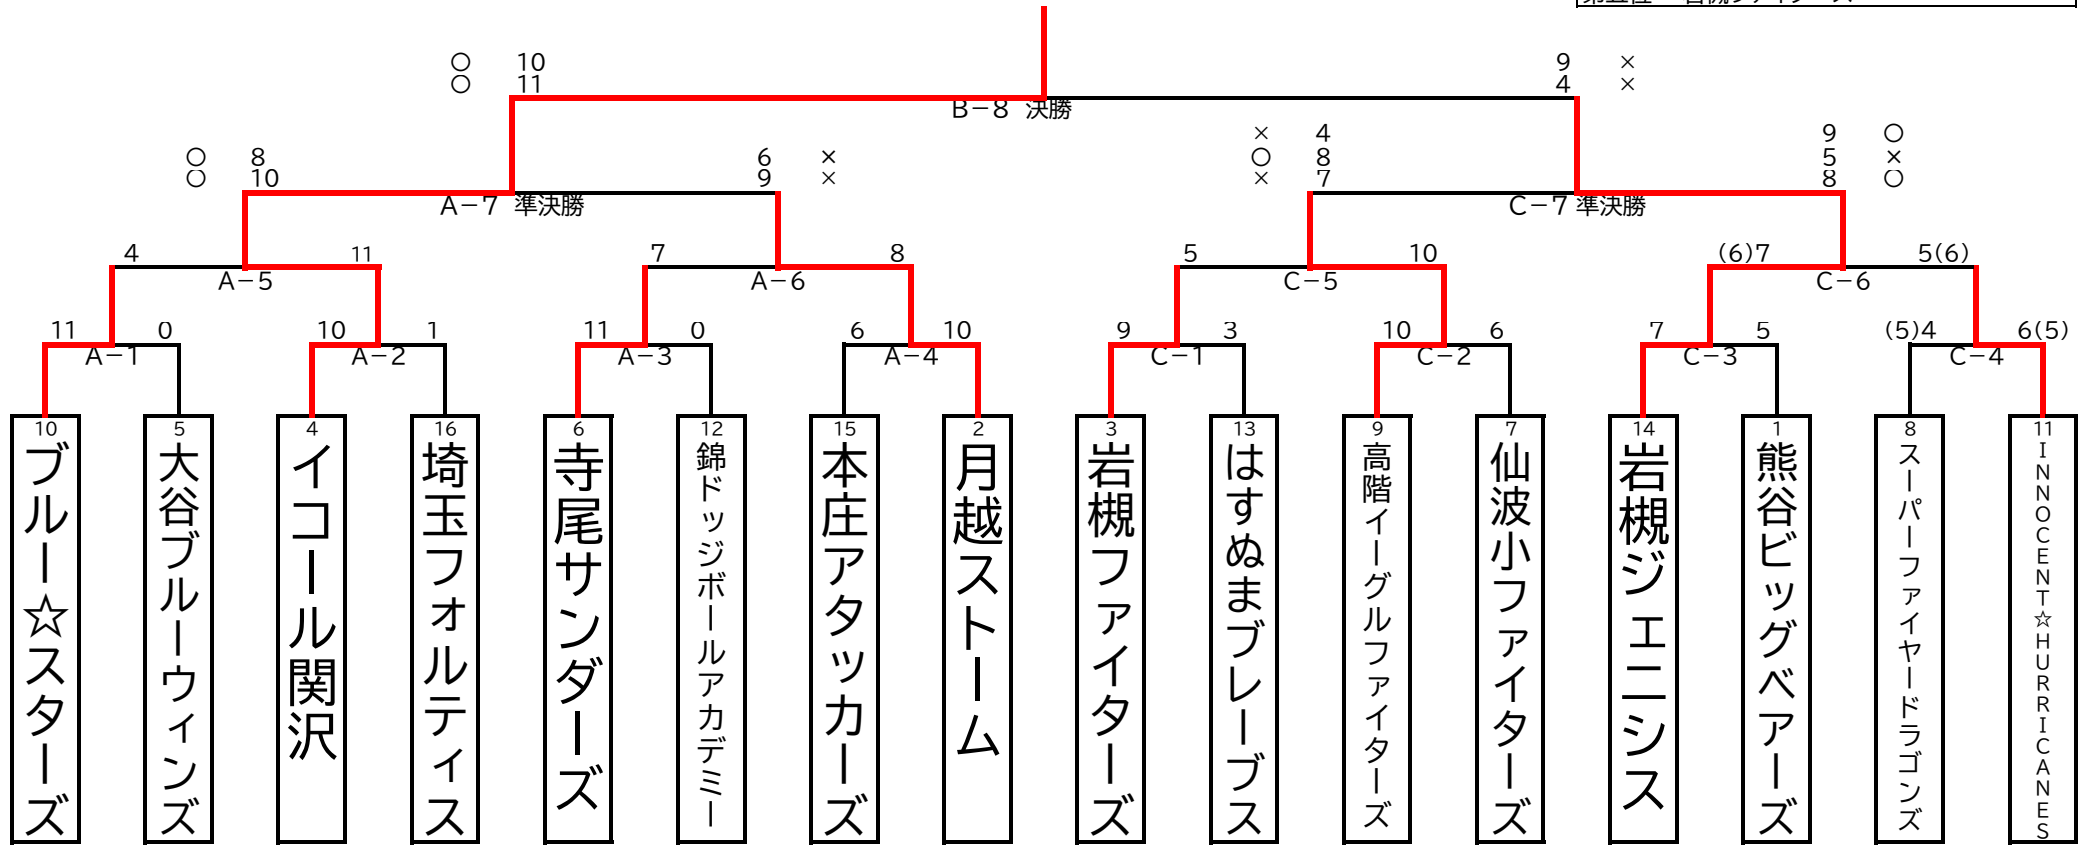 ○ 10 9 ×
○ 11 4 ×
B－8 決勝
× 4 9 ○
○ 8 6 × ○ 8 5 ×
○ 10 9 × × 7 8 ○
A－7 準決勝 C－7 準決勝
4 11 7 8 5 10 (6)7 5(6)
A－5 A－6 C－5 C－6
11 0 10 1 11 0 6 10 9 3 10 6 7 5 (5)4 6(5)
A－1 A－2 A－3 A－4 C－1 C－2 C－3 C－4
10 ブルー☆スターズ
5 大谷ブルーウィンズ
4 イコール関沢
16 埼玉フォルティス
6 寺尾サンダーズ
12 錦ドッジボールアカデミー
15 本庄アタッカーズ
2 月越ストーム
3 岩槻ファイターズ
13 はすぬまブレーブス
9 高階イーグルファイターズ
7 仙波小ファイターズ
14 岩槻ジェニシス
1 熊谷ビッグベアーズ
8 スーパーファイヤードラゴンズ
11 INNOCENT☆HURRICANES